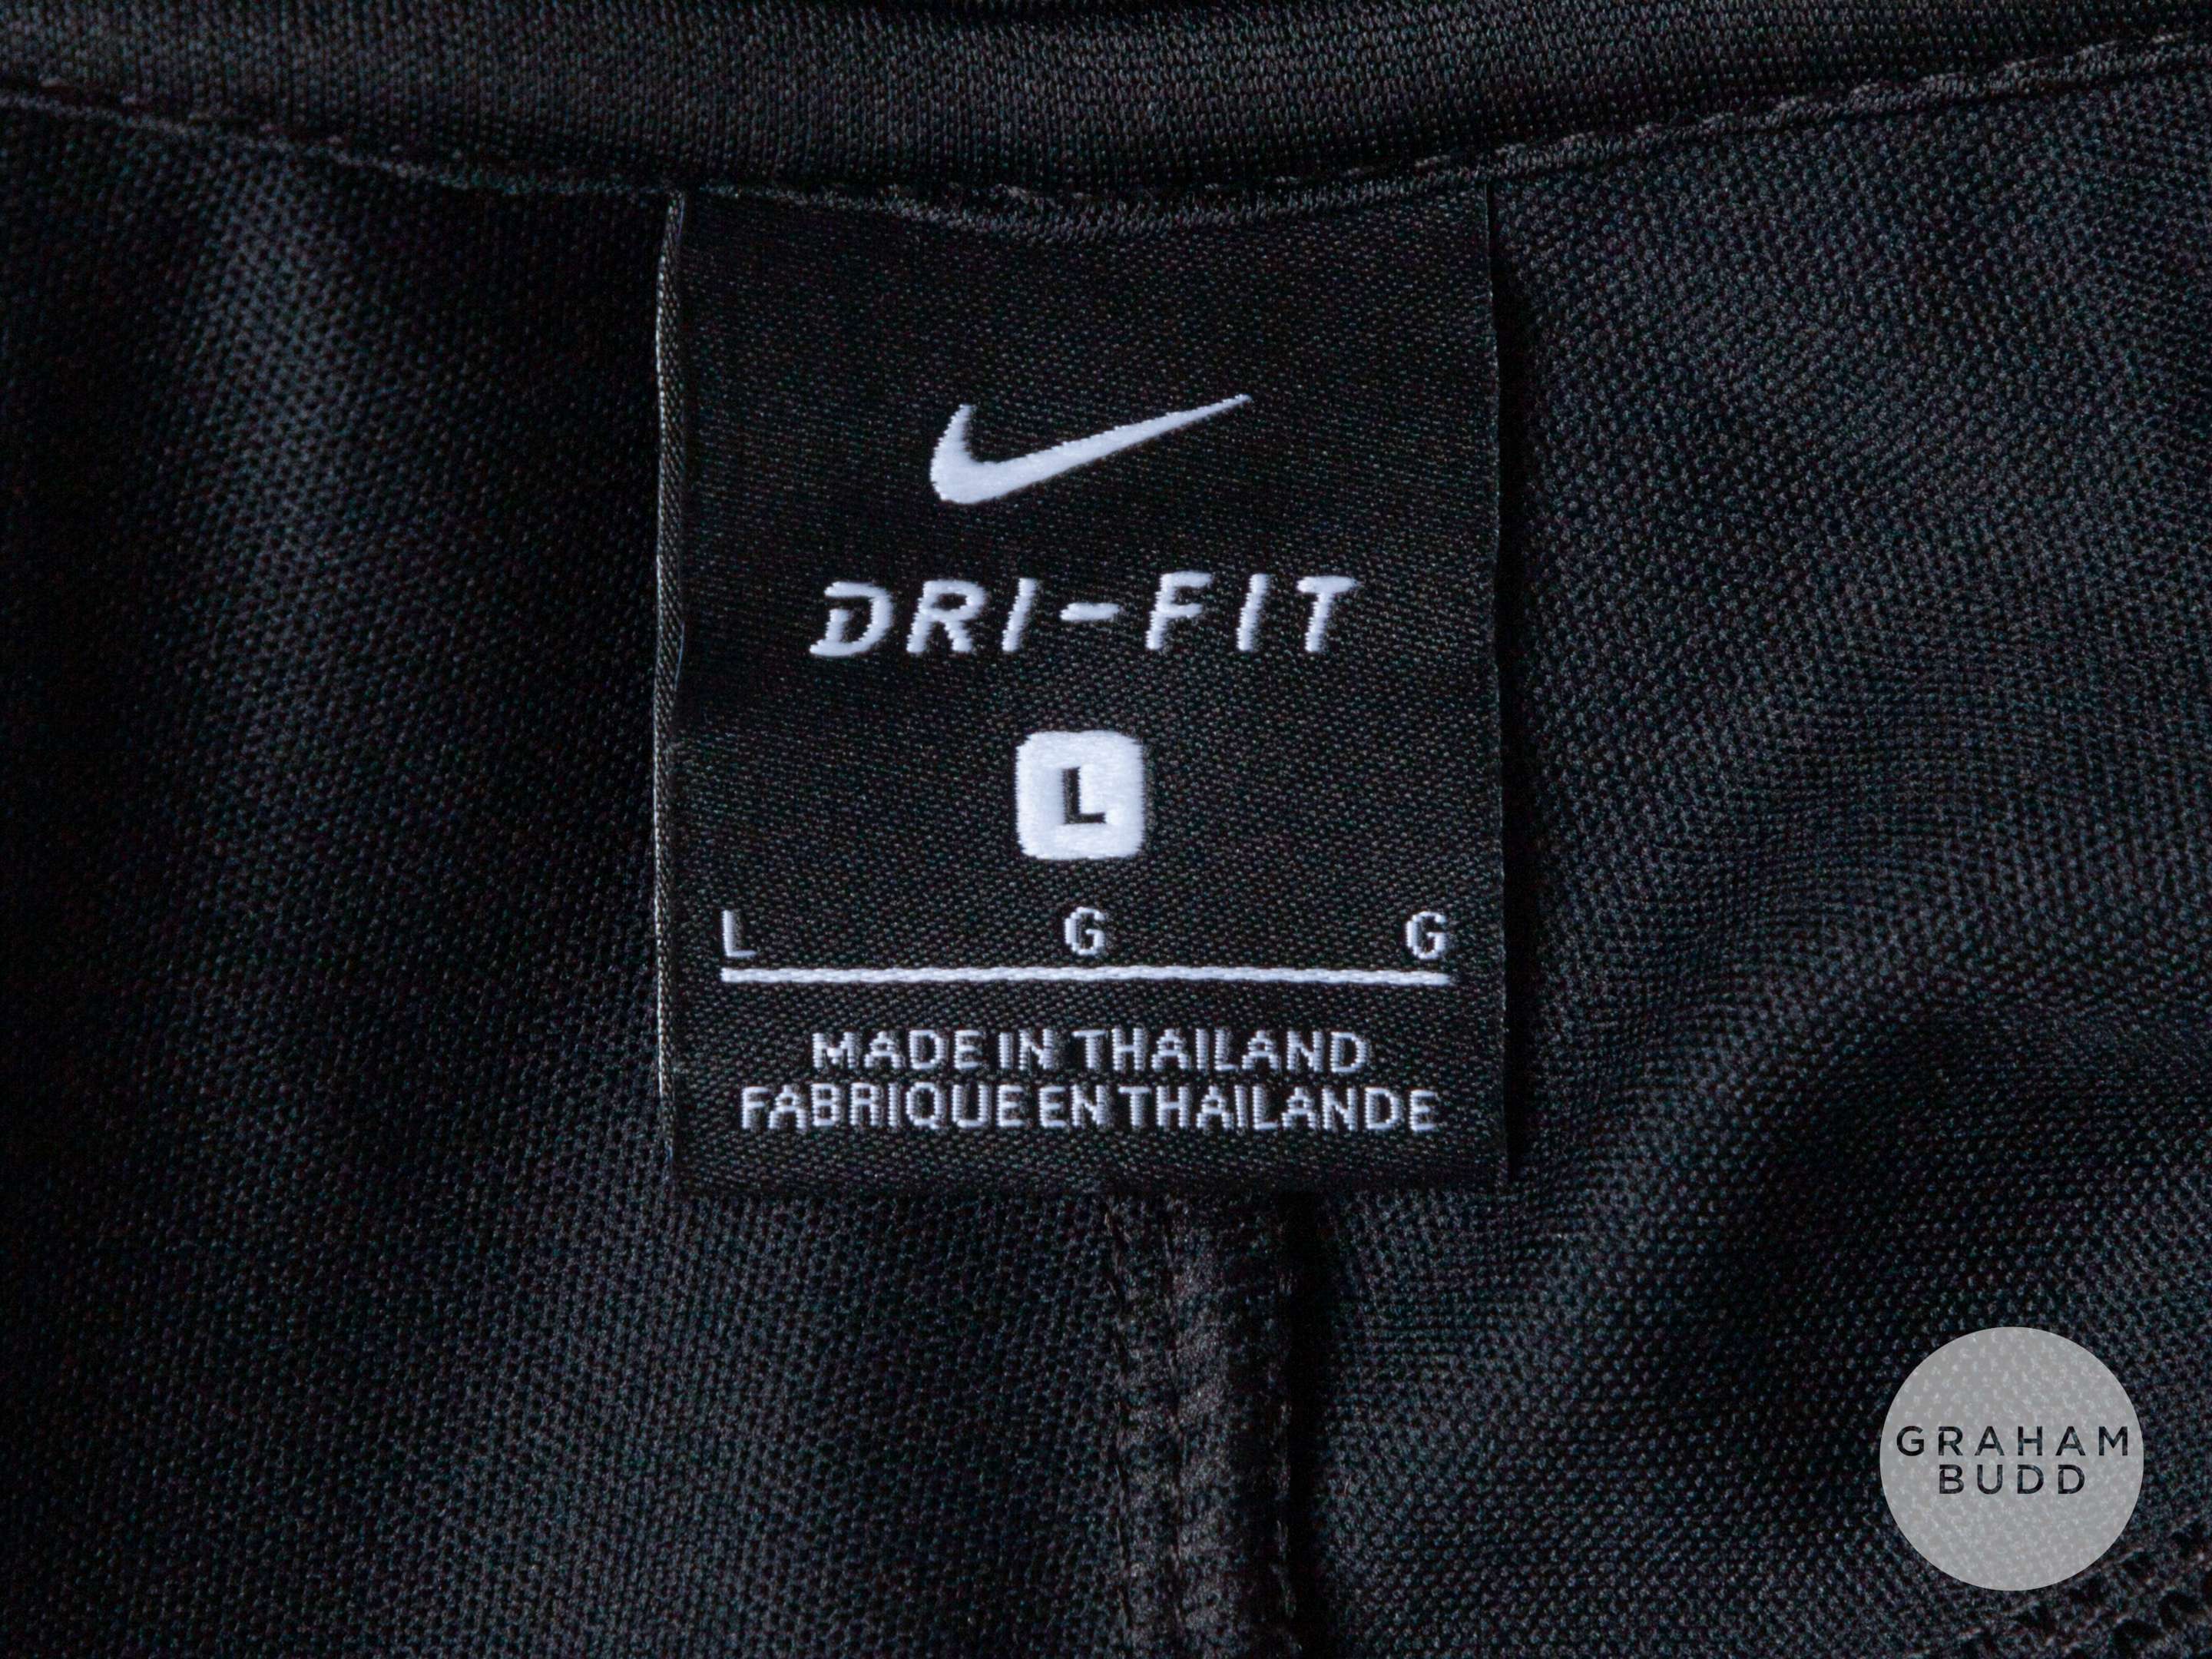 DRI-FIT
L
L G G
MADE IN THAILAND
FABRIQUE EN THAILANDE
GRAHAM
BUDD